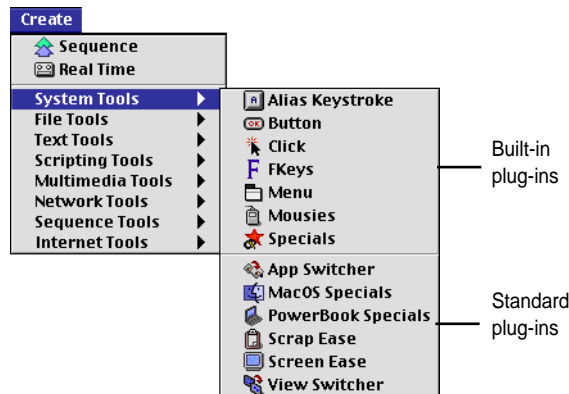 Create
Sequence
Real Time
System Tools
File Tools
Text Tools
Scripting Tools
Multimedia Tools
Network Tools
Sequence Tools
Internet Tools
A Alias Keystroke
OK Button
Click
F FKeys
Menu
Mousies
Specials
App Switcher
MacOS Specials
PowerBook Specials
Scrap Ease
Screen Ease
View Switcher
Built-in
plug-ins
Standard
plug-ins